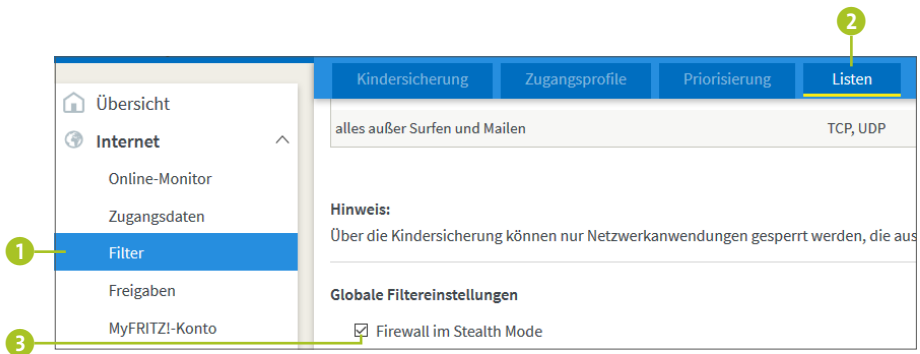 2
Kindersicherung Zugangsprofile Priorisierung Listen
Übersicht
Internet
Online-Monitor
Zugangsdaten
1 Filter
Freigaben
MyFRITZ!-Konto
3
alles außer Surfen und Mailen TCP, UDP
Hinweis:
Über die Kindersicherung können nur Netzwerkanwendungen gesperrt werden, die aus
Globale Filtereinstellungen
Firewall im Stealth Mode